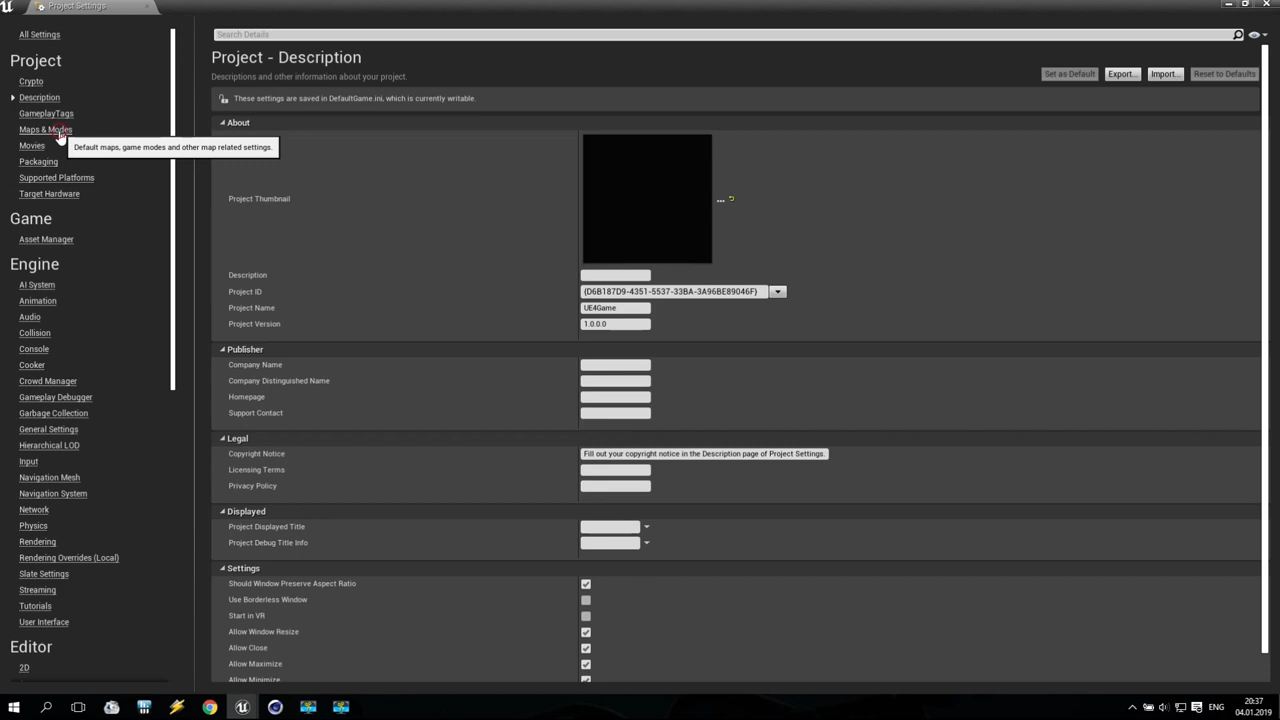 Project Settings
All Settings
Project
Crypto
Description
GameplayTags
Maps & Modes
Movies
Packaging
Supported Platforms
Target Hardware
Game
Asset Manager
Engine
AI System
Animation
Audio
Collision
Console
Cooker
Crowd Manager
Gameplay Debugger
Garbage Collection
General Settings
Hierarchical LOD
Input
Navigation Mesh
Navigation System
Network
Physics
Rendering
Rendering Overrides (Local)
Slate Settings
Streaming
Tutorials
User Interface
Editor
2D
Default maps, game modes and other map related settings.
Search Details
Project - Description
Descriptions and other information about your project.
Set as Default
Export...
Import...
Reset to Defaults
These settings are saved in DefaultGame.ini, which is currently writable.
About
Project Thumbnail
...
Description
Project ID
{D6B187D9-4351-5537-33BA-3A96BE89046F}
Project Name
UE4Game
Project Version
1.0.0.0
Publisher
Company Name
Company Distinguished Name
Homepage
Support Contact
Legal
Copyright Notice
Fill out your copyright notice in the Description page of Project Settings.
Licensing Terms
Privacy Policy
Displayed
Project Displayed Title
Project Debug Title Info
Settings
Should Window Preserve Aspect Ratio
Use Borderless Window
Start in VR
Allow Window Resize
Allow Close
Allow Maximize
Allow Minimize
ENG
20:37
04.01.2019